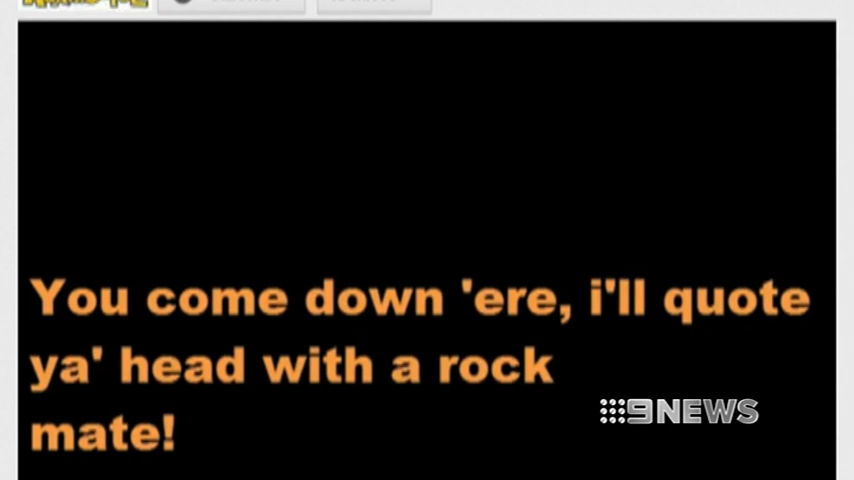 You come down 'ere, i'll quote
ya' head with a rock
mate!
9NEWS